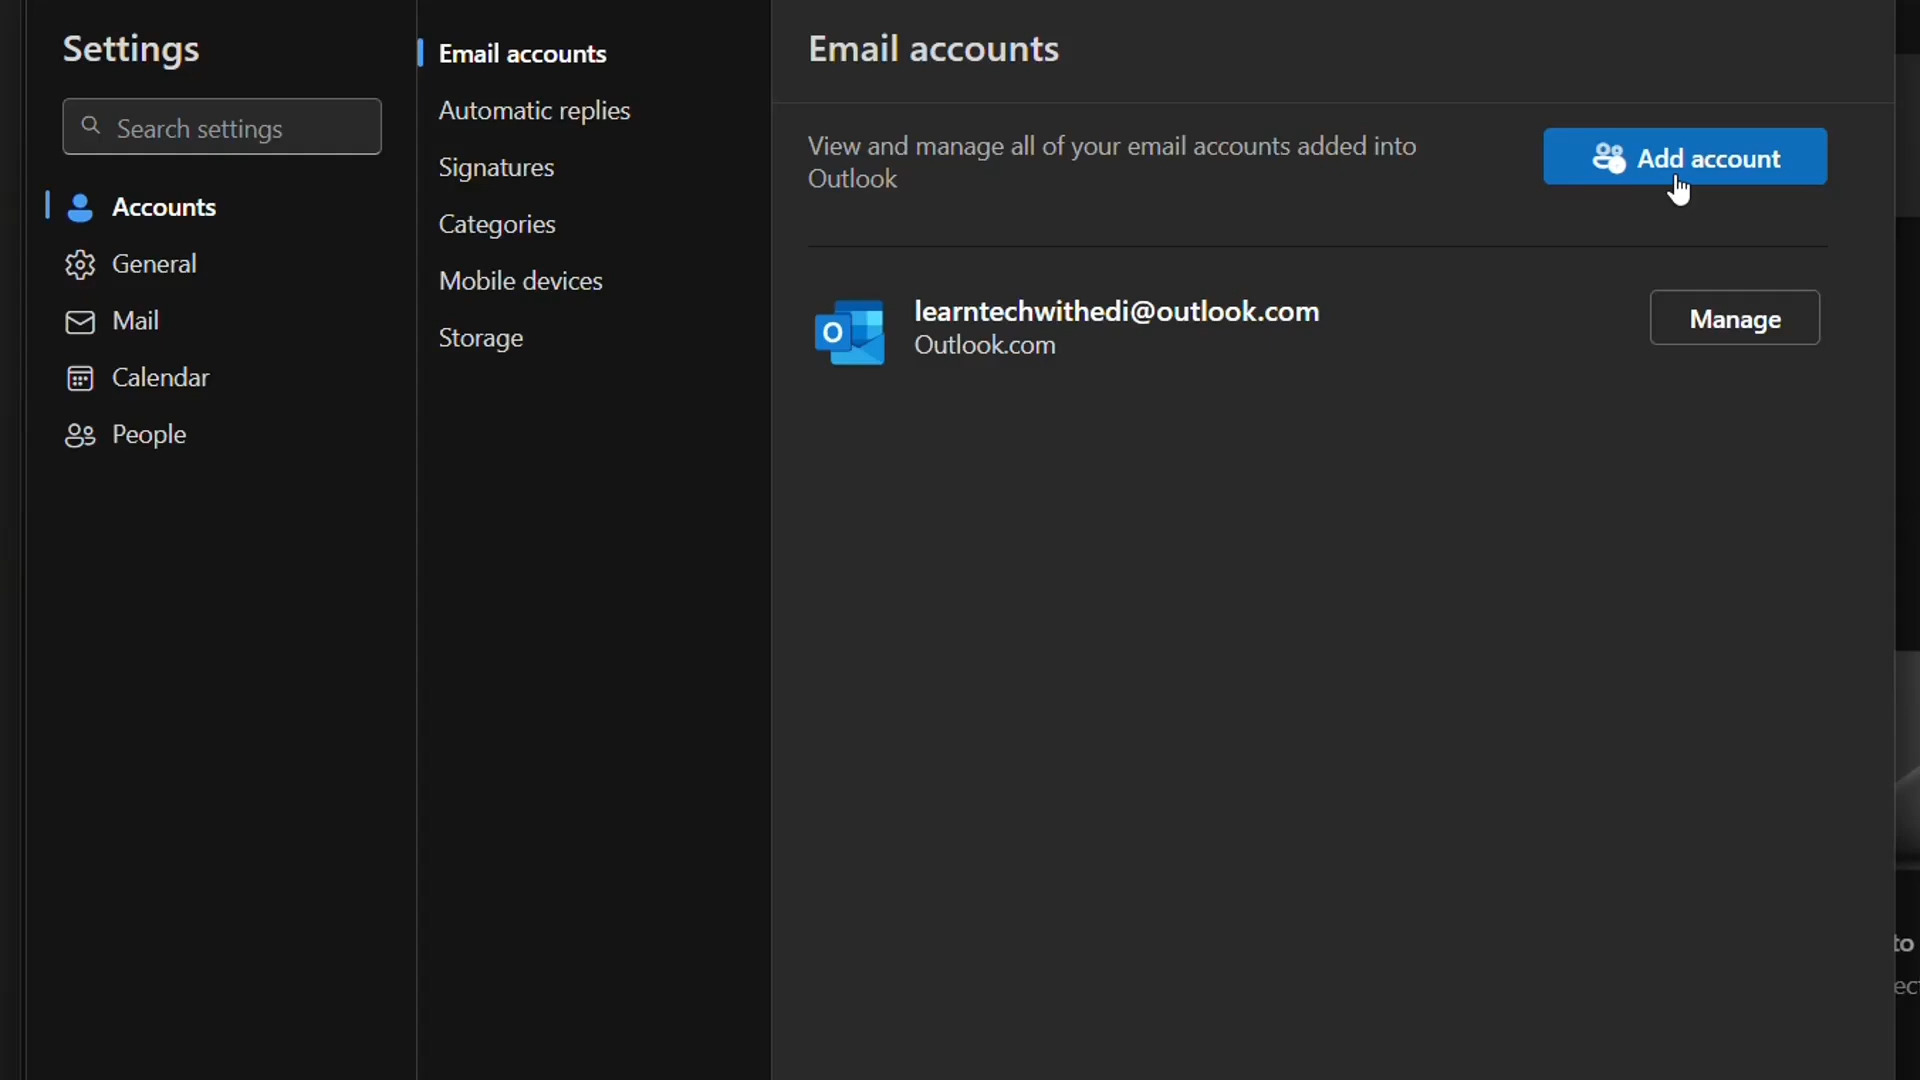 Settings
Search settings
Accounts
General
Mail
Calendar
People
Email accounts
Automatic replies
Signatures
Categories
Mobile devices
Storage
Email accounts
View and manage all of your email accounts added into
Outlook
Add account
O
learntechwithedi@outlook.com
Outlook.com
Manage
to